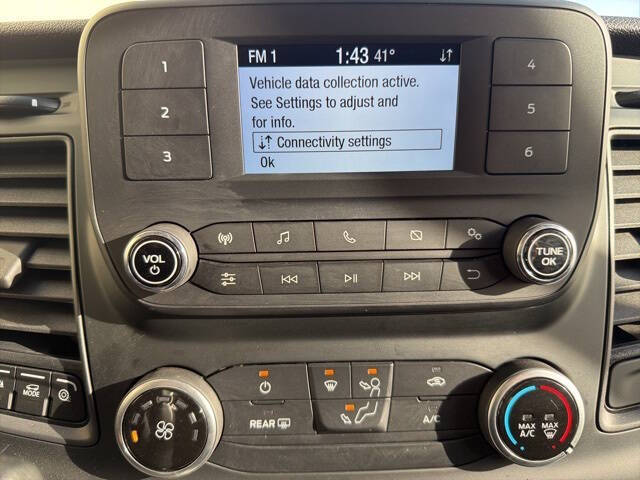 FM 1 1:43 41°
Vehicle data collection active.
See Settings to adjust and
for info.
Connectivity settings
Ok
1
2
3
4
5
6
VOL
TUNE
OK
MODE
REAR
A/C
MAX
A/C
MAX